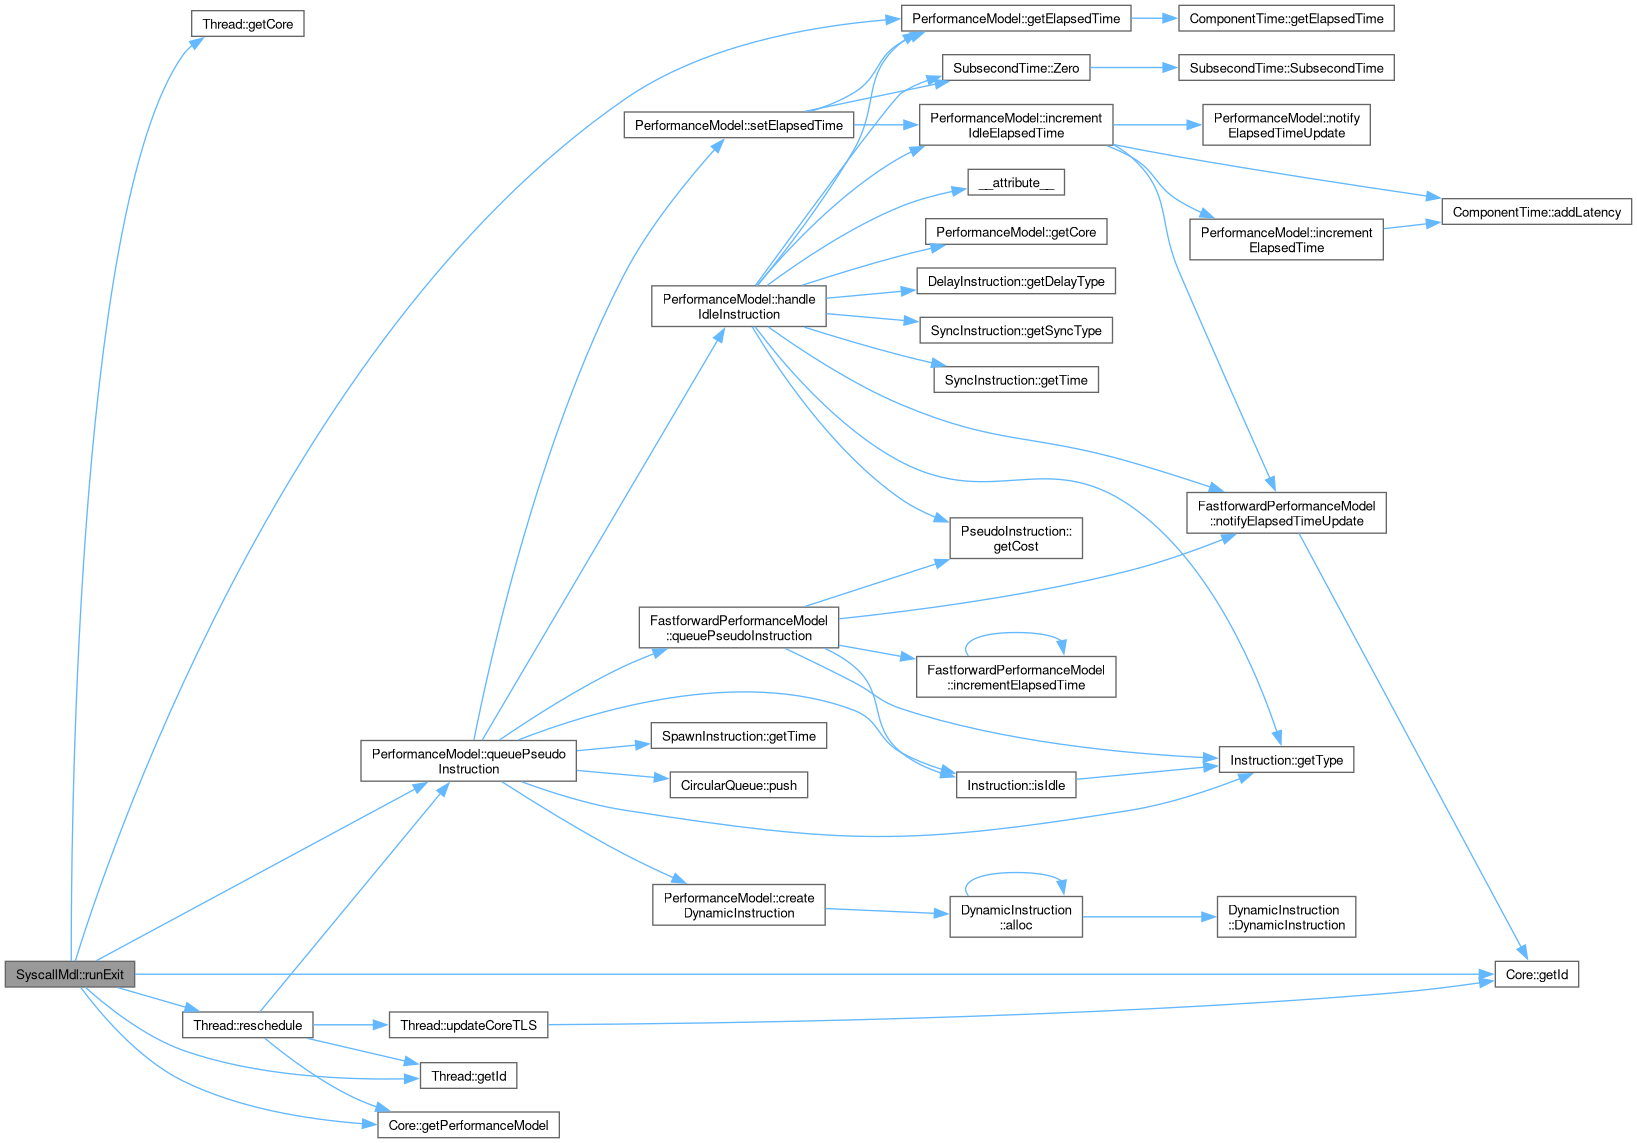 Thread::getCore
PerformanceModel::getElapsedTime
ComponentTime::getElapsedTime
SubsecondTime::Zero
SubsecondTime::SubsecondTime
PerformanceModel::setElapsedTime
PerformanceModel::increment
IdleElapsedTime
PerformanceModel::notify
ElapsedTimeUpdate
__attribute__
ComponentTime::addLatency
PerformanceModel::getCore
PerformanceModel::increment
ElapsedTime
DelayInstruction::getDelayType
PerformanceModel::handle
IdleInstruction
SyncInstruction::getSyncType
SyncInstruction::getTime
FastforwardPerformanceModel
::notifyElapsedTimeUpdate
PseudoInstruction::
getCost
FastforwardPerformanceModel
::queuePseudoInstruction
FastforwardPerformanceModel
::incrementElapsedTime
SpawnInstruction::getTime
PerformanceModel::queuePseudo
Instruction
Instruction::getType
CircularQueue::push
Instruction::isIdle
PerformanceModel::create
DynamicInstruction
DynamicInstruction
::alloc
DynamicInstruction
::DynamicInstruction
SyscallMdl::runExit
Core::getId
Thread::reschedule
Thread::updateCoreTLS
Thread::getId
Core::getPerformanceModel